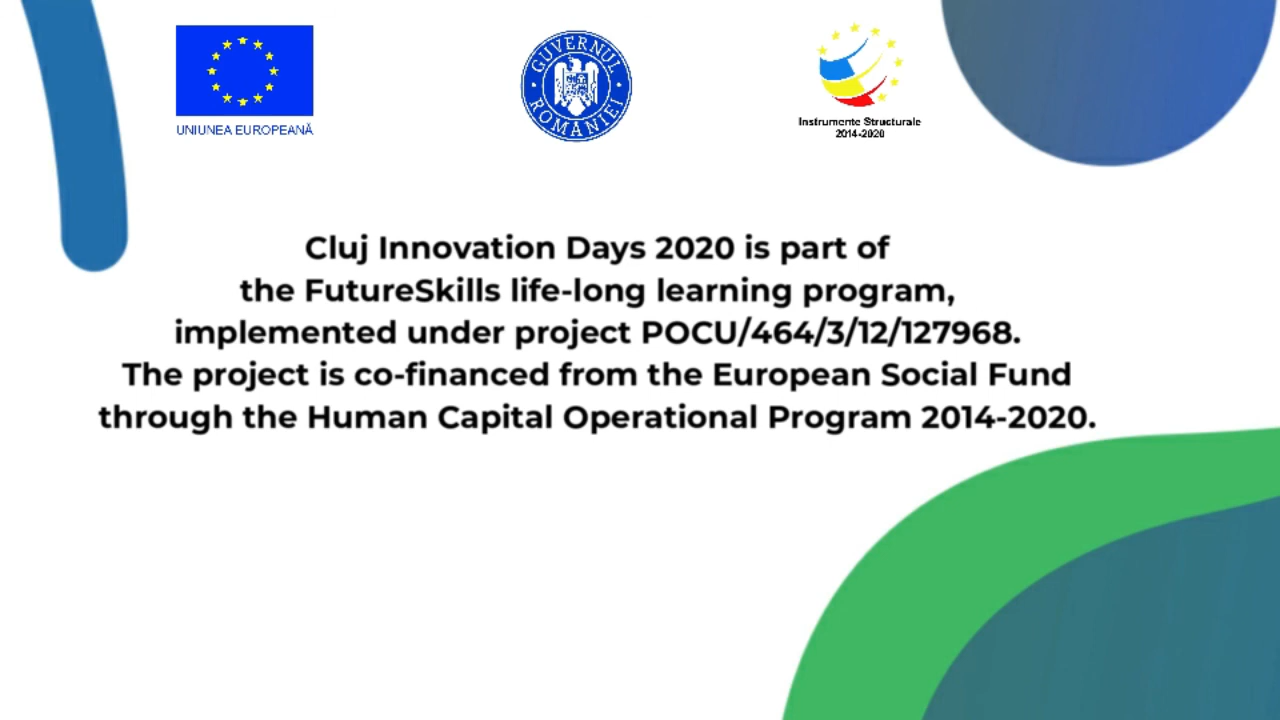 UNIUNEA EUROPEANĂ
GUVERNUL ROMÂNIEI
Instrumente Structurale
2014-2020
Cluj Innovation Days 2020 is part of
the FutureSkills life-long learning program,
implemented under project POCU/464/3/12/127968.
The project is co-financed from the European Social Fund
through the Human Capital Operational Program 2014-2020.